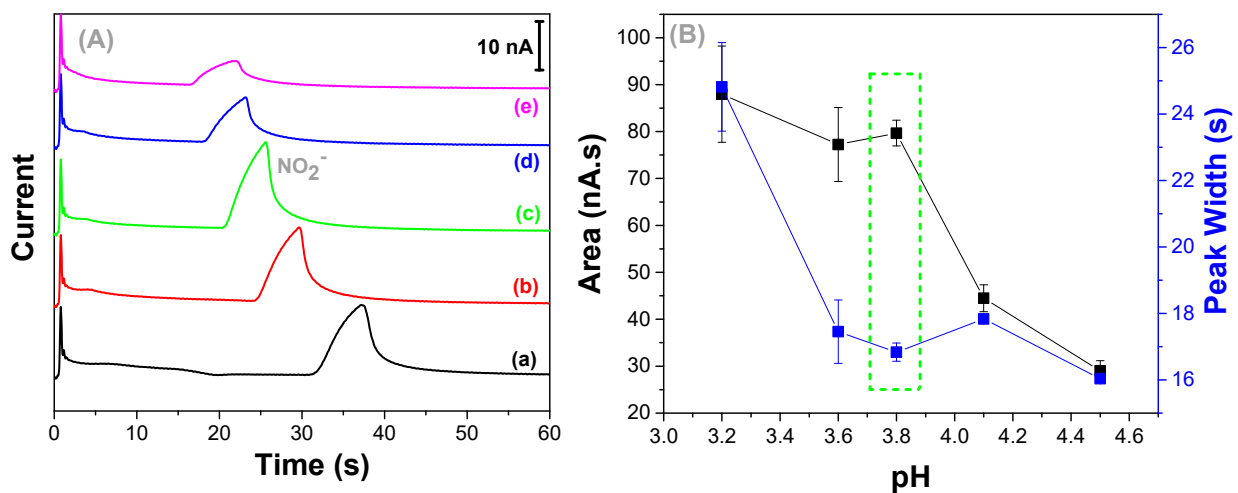 (A)
10 nA
(e)
(d)
NO2-
(c)
(b)
(a)
Current
0 10 20 30 40 50 60
Time (s)
(B)
100
90
80
70
60
50
40
30
20
Area (nA.s)
26
24
22
20
18
16
Peak Width (s)
3.0 3.2 3.4 3.6 3.8 4.0 4.2 4.4 4.6
pH